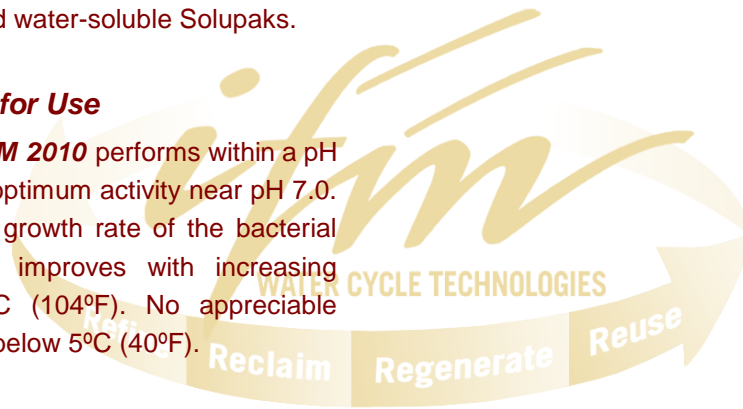 d water-soluble Solupaks.
for Use
M 2010 performs within a pH
optimum activity near pH 7.0.
growth rate of the bacterial
improves with increasing
C (104ºF). No appreciable
below 5ºC (40ºF).
ifm
WATER CYCLE TECHNOLOGIES
Refine Reclaim Regenerate Reuse